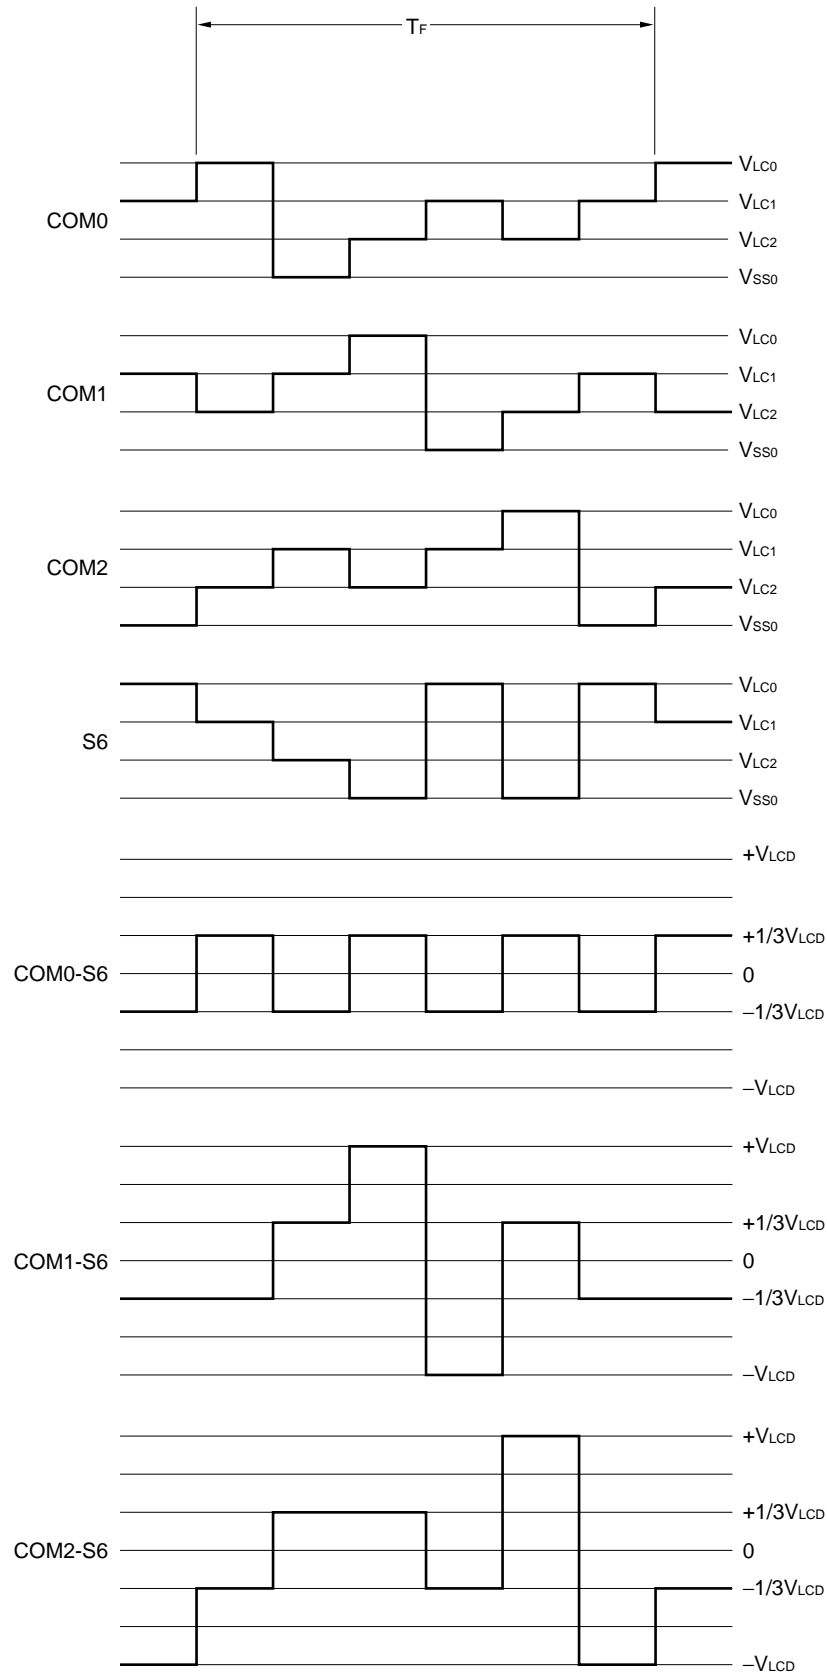 TF
VLC0
VLC1
COM0
VLC2
VSS0
VLC0
VLC1
COM1
VLC2
VSS0
VLC0
VLC1
COM2
VLC2
VSS0
VLC0
VLC1
S6
VLC2
VSS0
+VLCD
+1/3VLCD
COM0-S6
0
–1/3VLCD
–VLCD
+VLCD
+1/3VLCD
COM1-S6
0
–1/3VLCD
–VLCD
+VLCD
+1/3VLCD
COM2-S6
0
–1/3VLCD
–VLCD